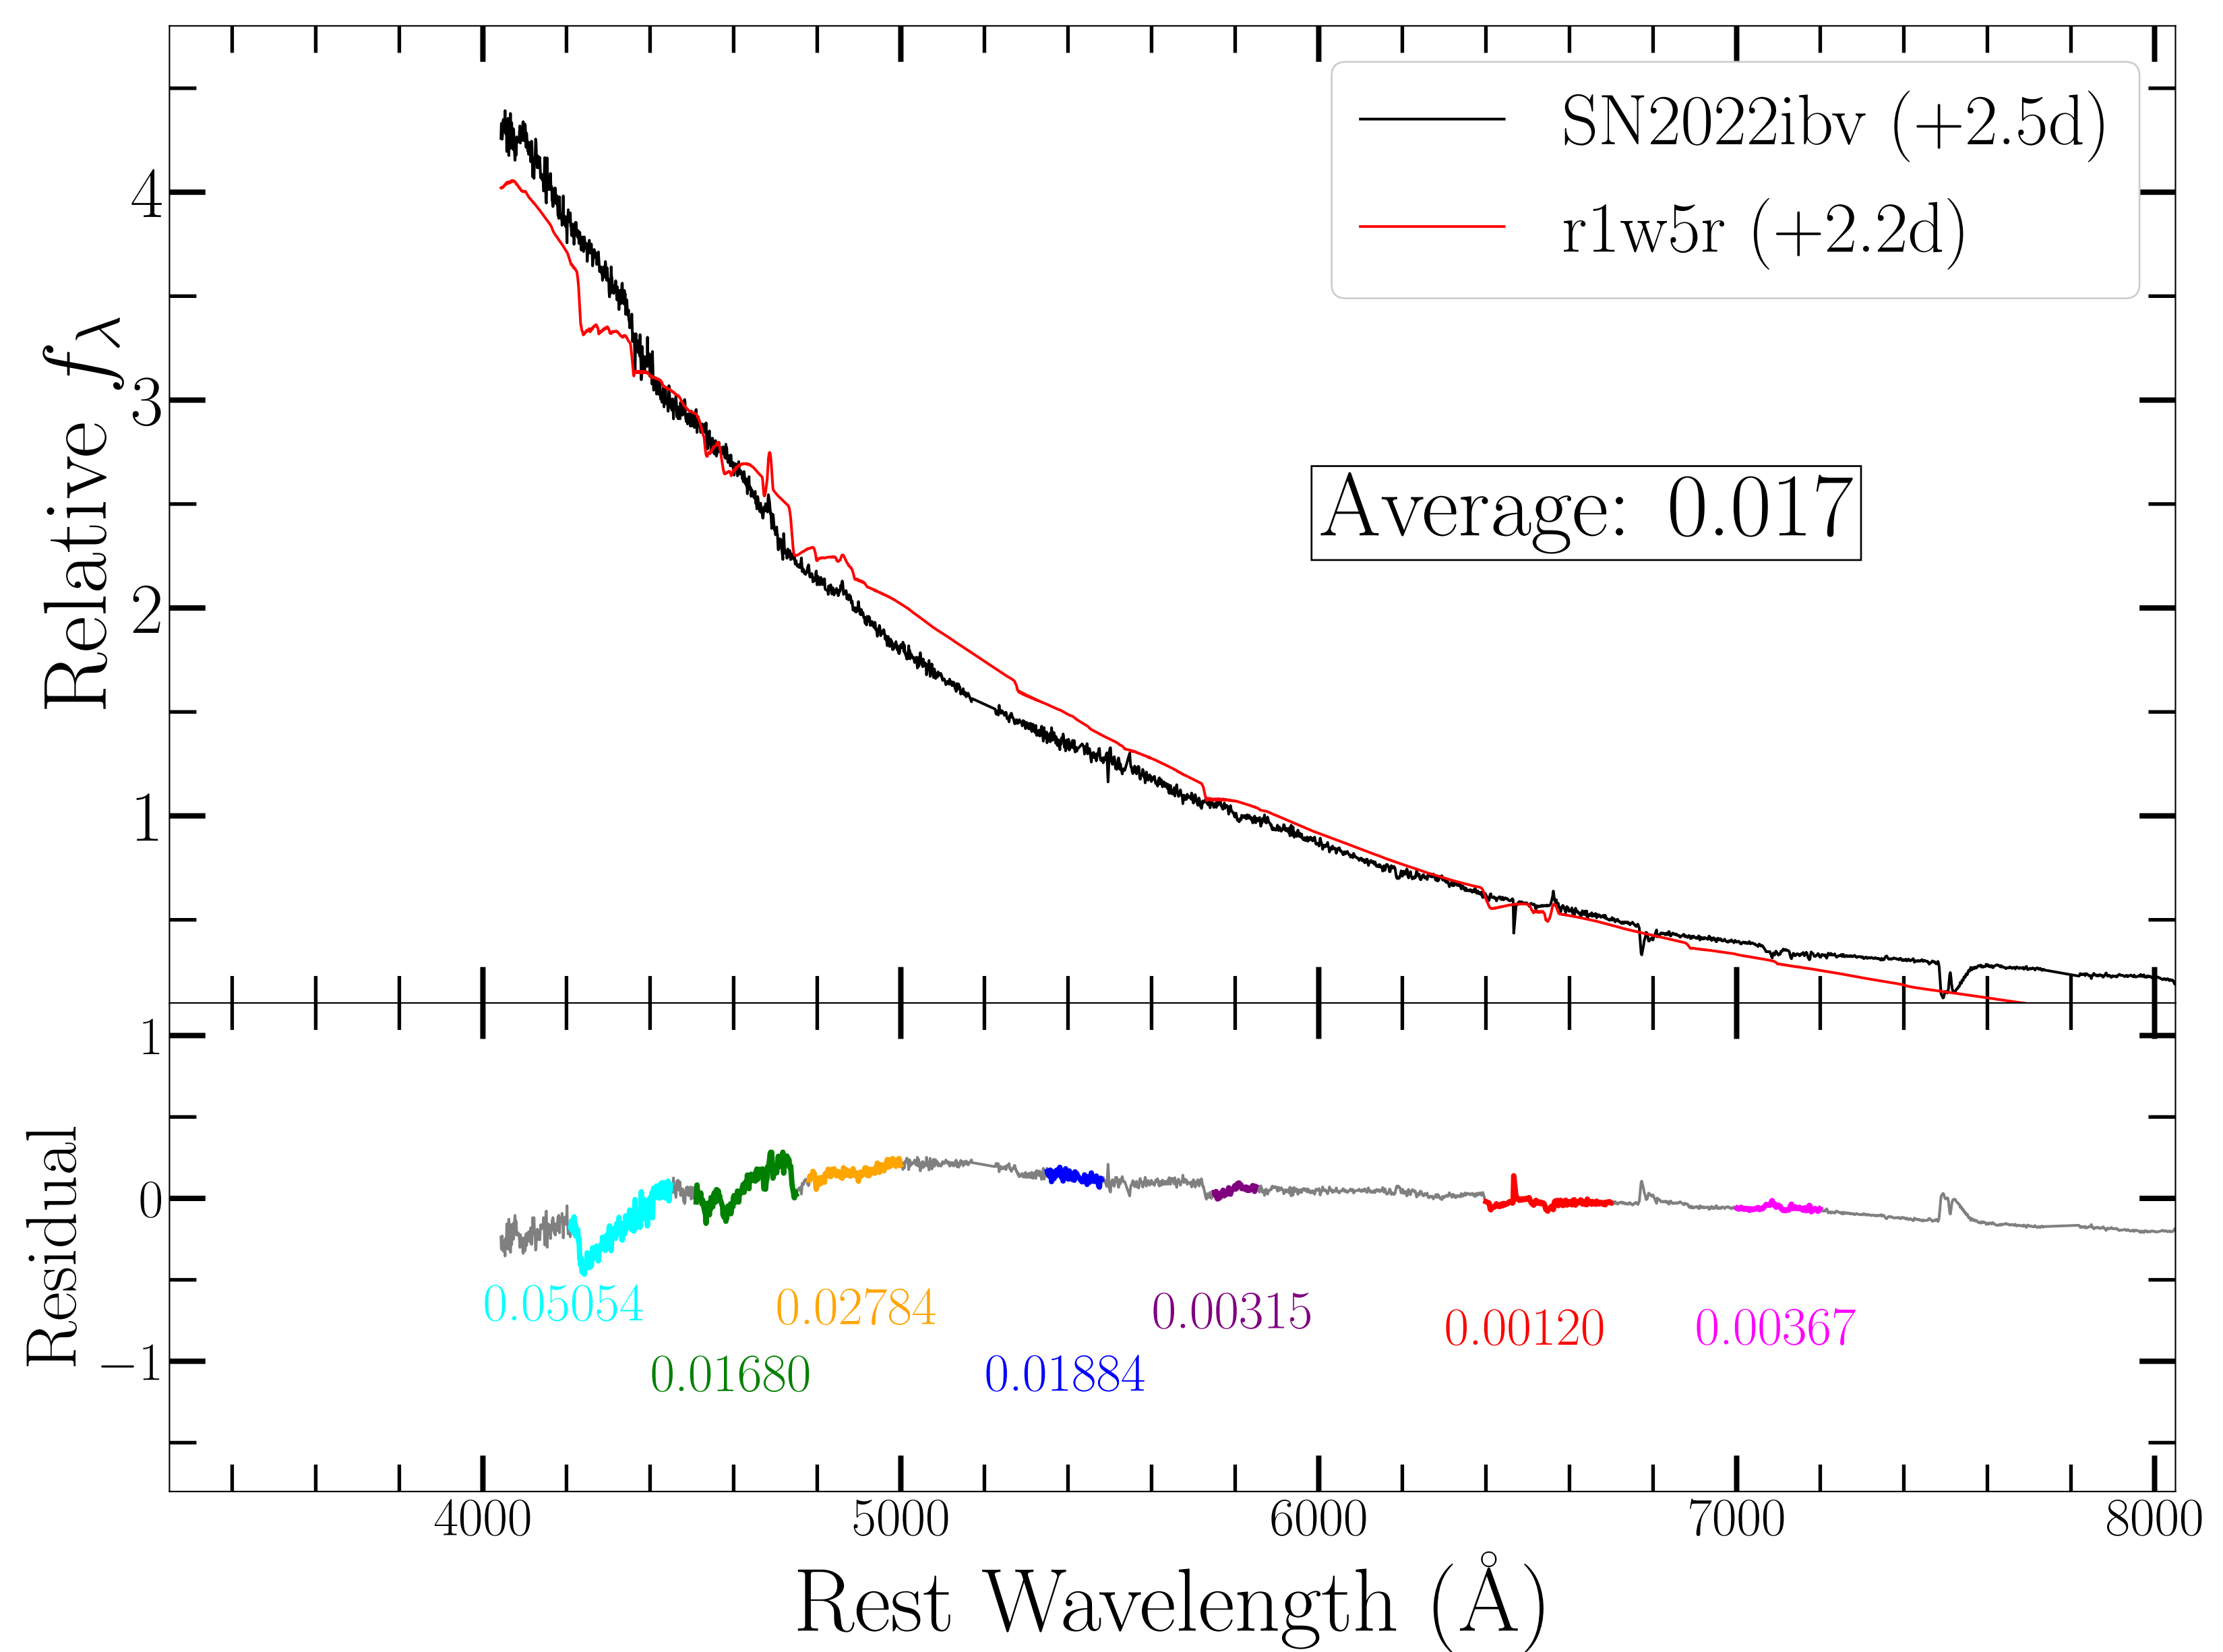 SN2022ibv (+2.5d)
r1w5r (+2.2d)
Average: 0.017
Relative fλ
4
3
2
1
Residual
1
0
−1
0.05054
0.01680
0.02784
0.01884
0.00315
0.00120
0.00367
4000 5000 6000 7000 8000
Rest Wavelength (Å)